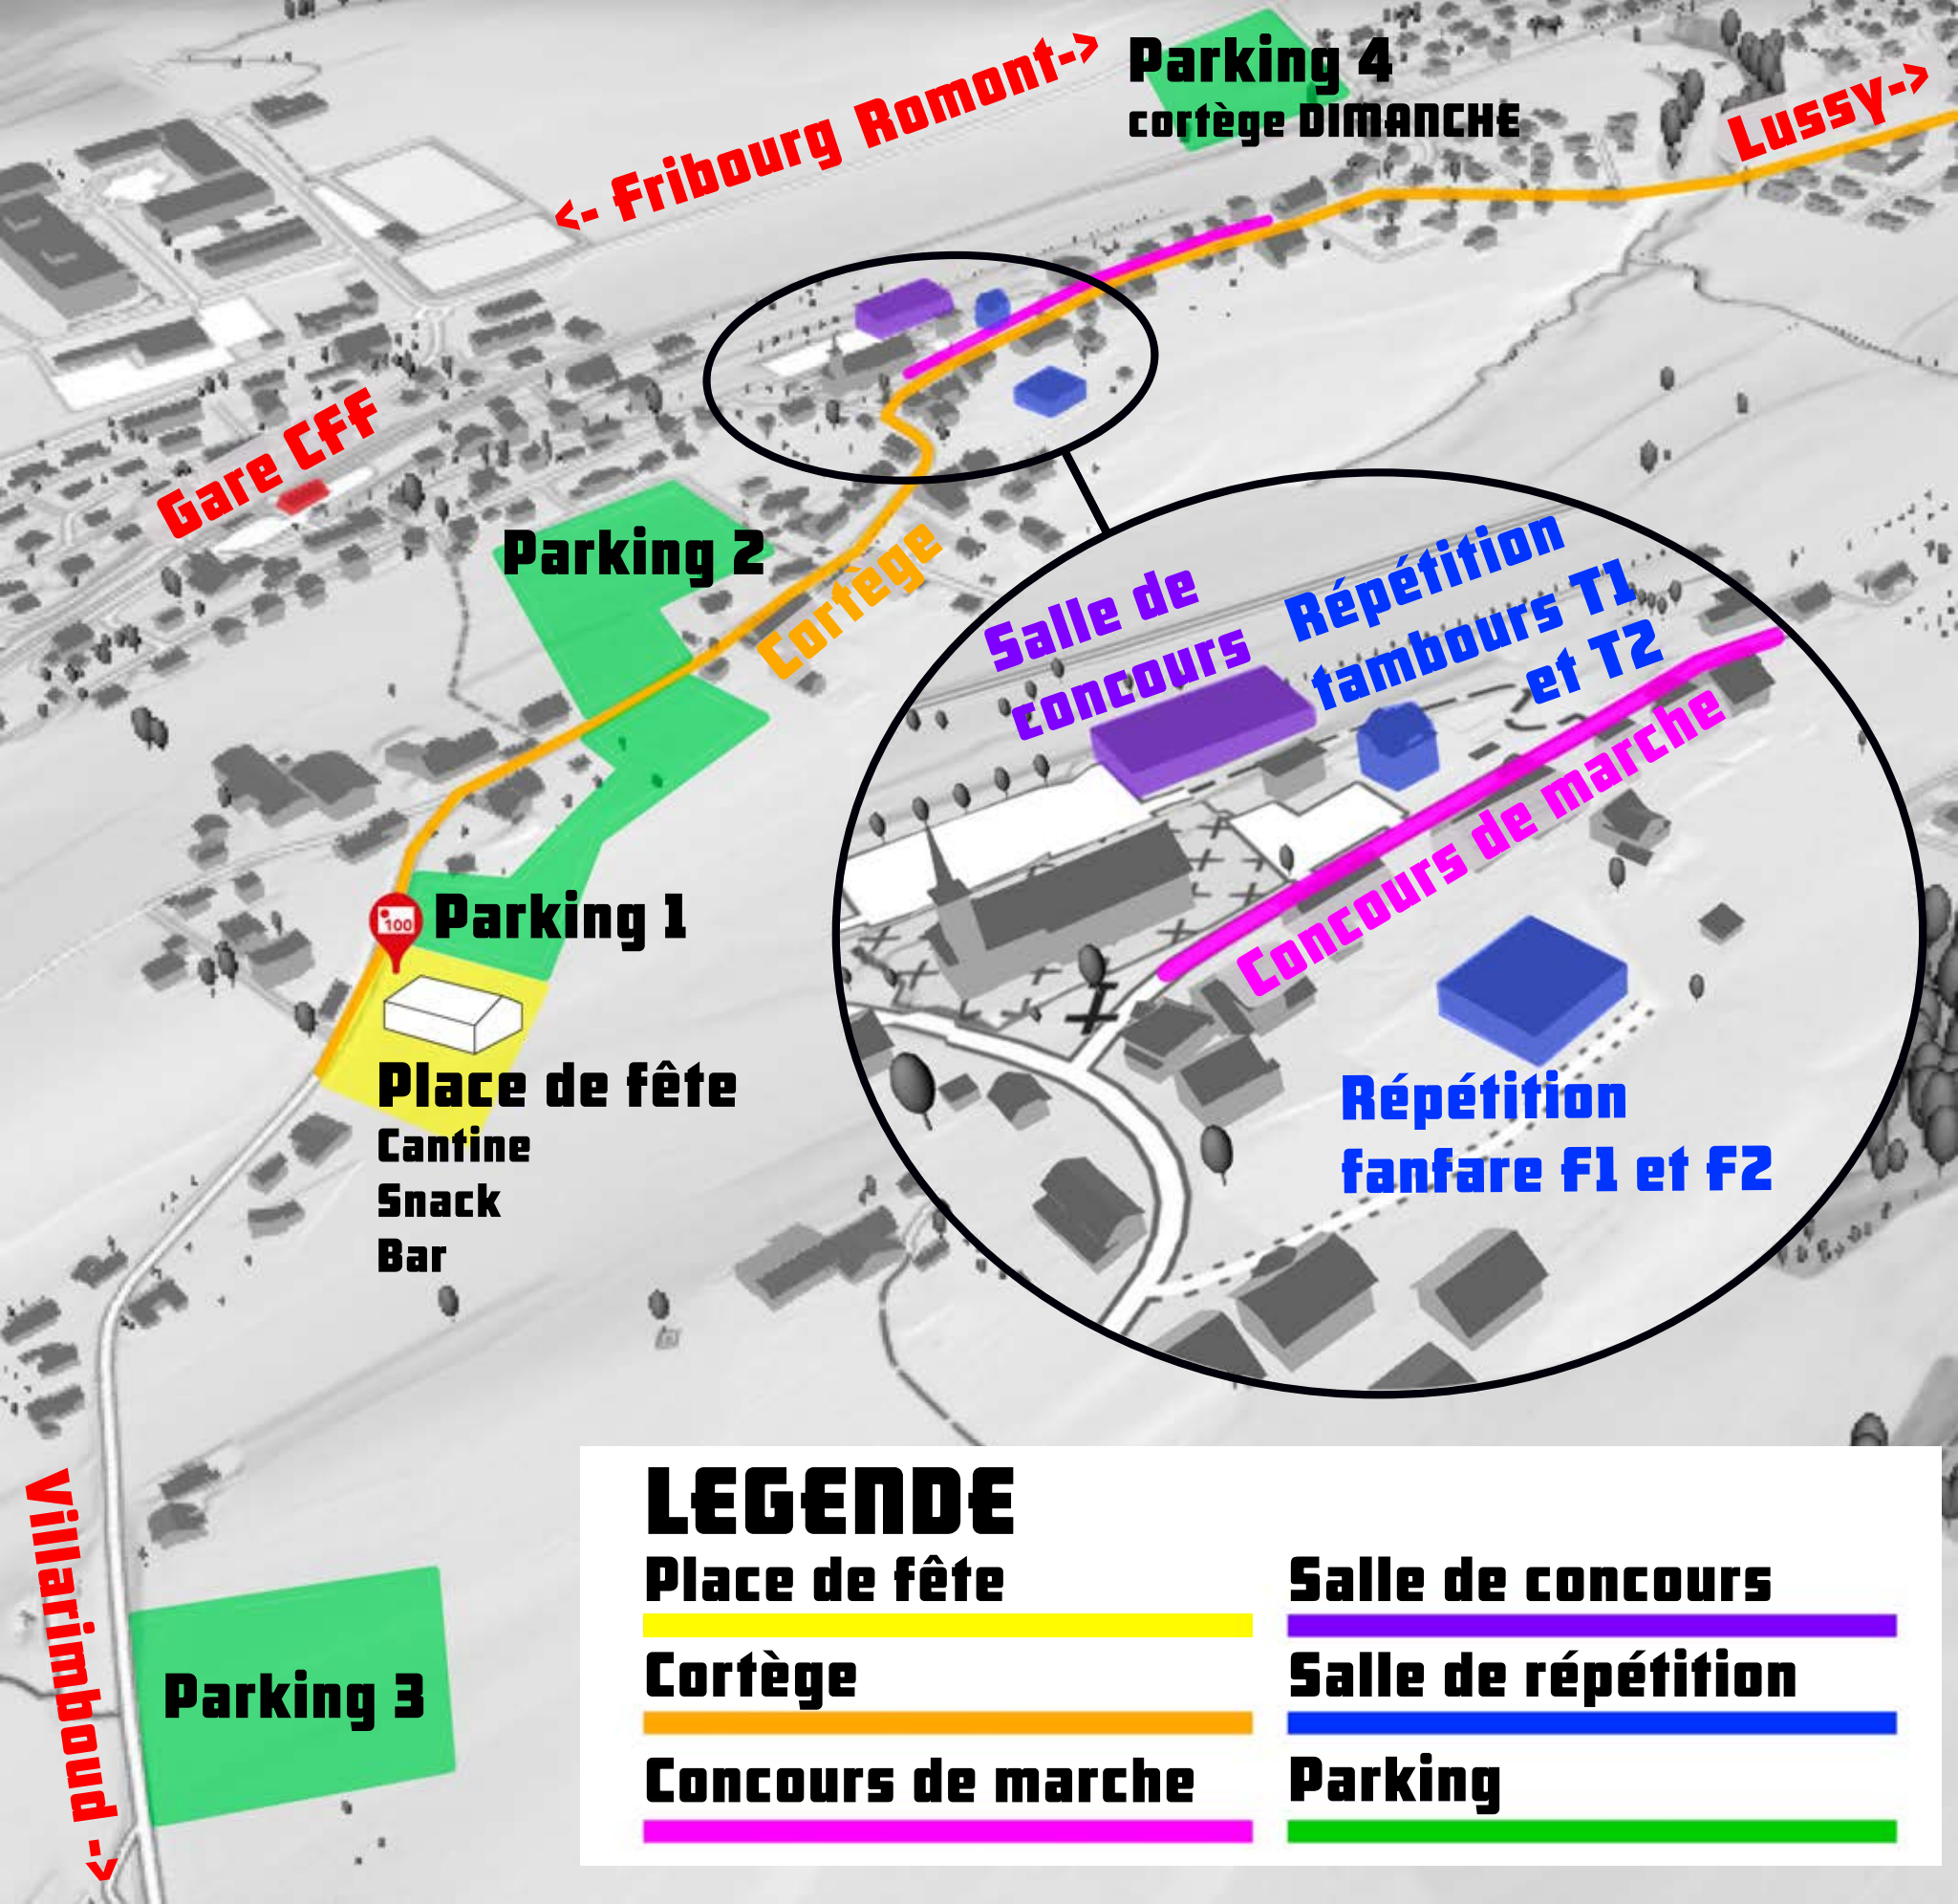 <- Fribourg Romont->
Parking 4
cortège DIMANCHE
Lussy->
Gare CFF
Parking 2
Cortège
Salle de
concours
Répétition
tambours T1
et T2
Concours de marche
100
Parking 1
Place de fête
Cantine
Snack
Bar
Répétition
fanfare F1 et F2
Villarimboud ->
Parking 3
LEGENDE
Place de fête
Salle de concours
Cortège
Salle de répétition
Concours de marche
Parking